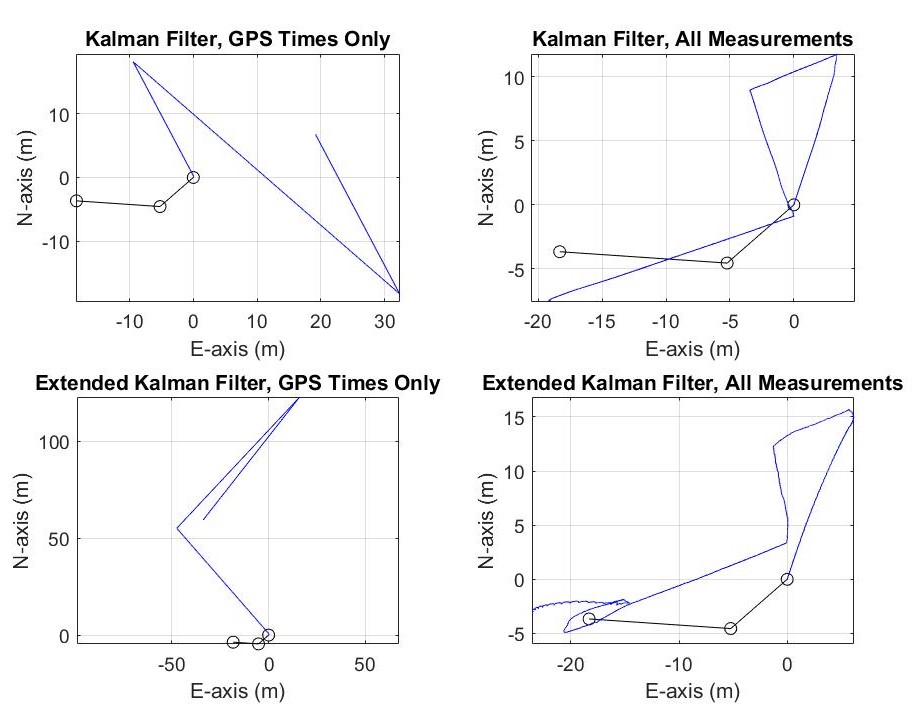 Kalman Filter, GPS Times Only
10
0
-10
N-axis (m)
-10 0 10 20 30
E-axis (m)
Kalman Filter, All Measurements
10
5
0
-5
N-axis (m)
-20 -15 -10 -5 0
E-axis (m)
Extended Kalman Filter, GPS Times Only
100
50
0
N-axis (m)
-50 0 50
E-axis (m)
Extended Kalman Filter, All Measurements
15
10
5
0
-5
N-axis (m)
-20 -10 0
E-axis (m)